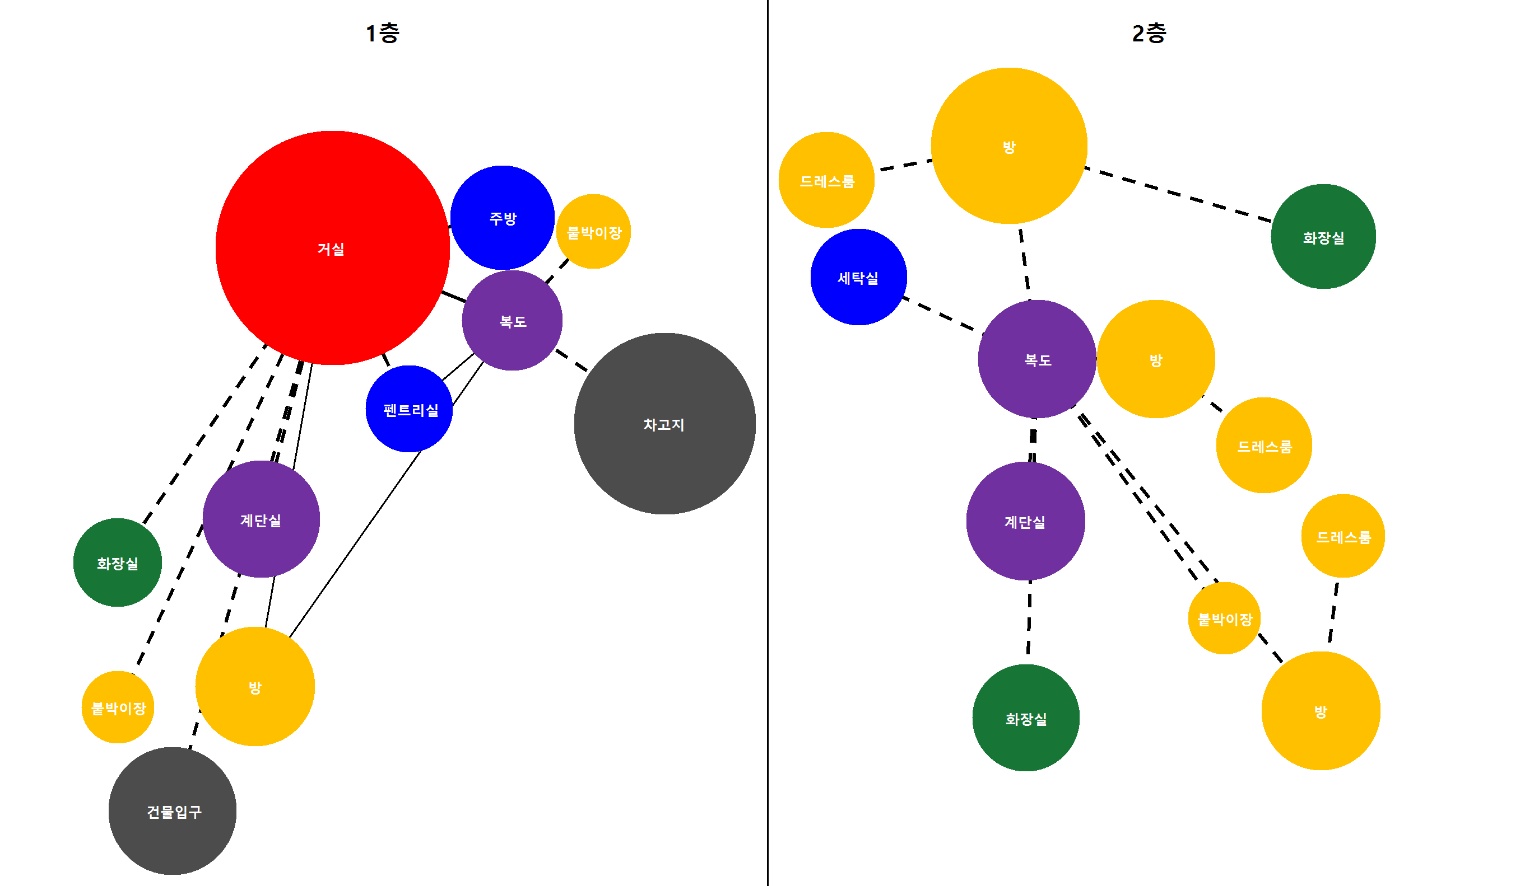 1층
거실
주방
붙박이장
복도
펜트리실
차고지
계단실
화장실
방
붙박이장
건물입구
2층
방
드레스룸
화장실
세탁실
복도
방
드레스룸
계단실
드레스룸
붙박이장
방
화장실